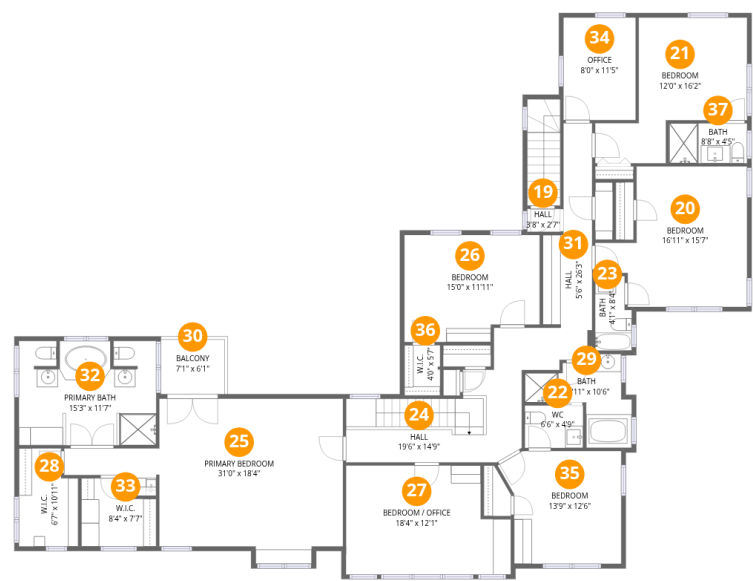 34
OFFICE
8'0" x 11'5"
21
BEDROOM
12'0" x 16'2"
37
BATH
8'8" x 4'5"
19
HALL
3'8" x 2'7"
20
BEDROOM
16'11" x 15'7"
31
HALL
5'6" x 26'3"
26
BEDROOM
15'0" x 11'11"
23
BATH
4'1" x 8'4"
36
W.I.C.
4'0" x 5'7"
30
BALCONY
7'1" x 6'1"
32
PRIMARY BATH
15'3" x 11'7"
29
BATH
11" x 10'6"
22
WC
6'6" x 4'9"
24
HALL
19'6" x 14'9"
25
PRIMARY BEDROOM
31'0" x 18'4"
28
W.I.C.
6'7" x 10'11"
33
W.I.C.
8'4" x 7'7"
27
BEDROOM / OFFICE
18'4" x 12'1"
35
BEDROOM
13'9" x 12'6"